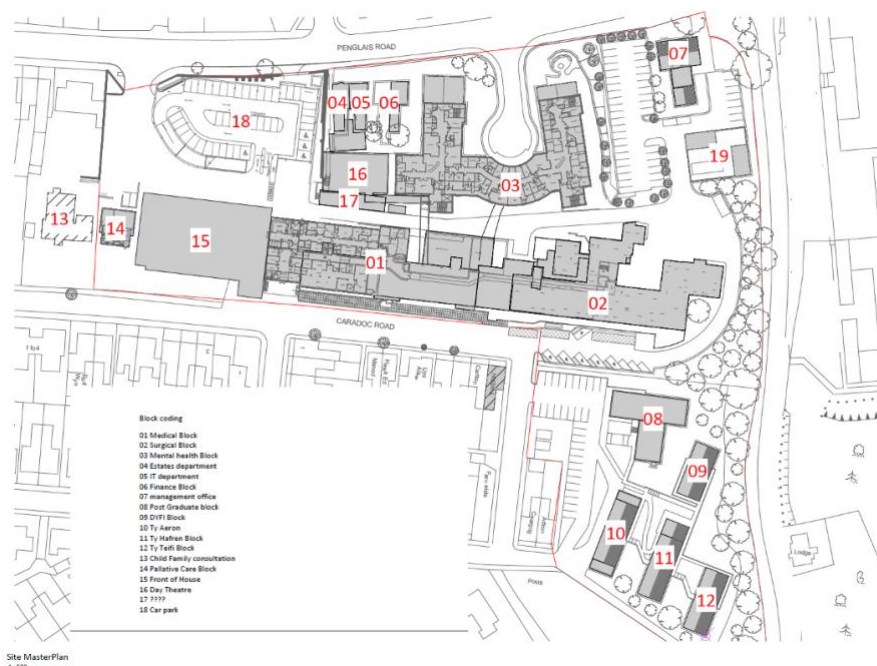 PENGLAIS ROAD
07
04 05 06
18
19
16
03
17
13
14
15
01
02
CARADOC ROAD
08
09
10
11
12
Lodge
Posts
Block coding
01 Medical Block
02 Surgical Block
03 Mental health Block
04 Estates department
05 IT department
06 Finance Block
07 management office
08 Post Graduate block
09 DYFI Block
10 Ty Aeron
11 Ty Hafren Block
12 Ty Teifi Block
13 Child Family consultation
14 Pallative Care Block
15 Front of House
16 Day Theatre
17 ????
18 Car park
Site MasterPlan